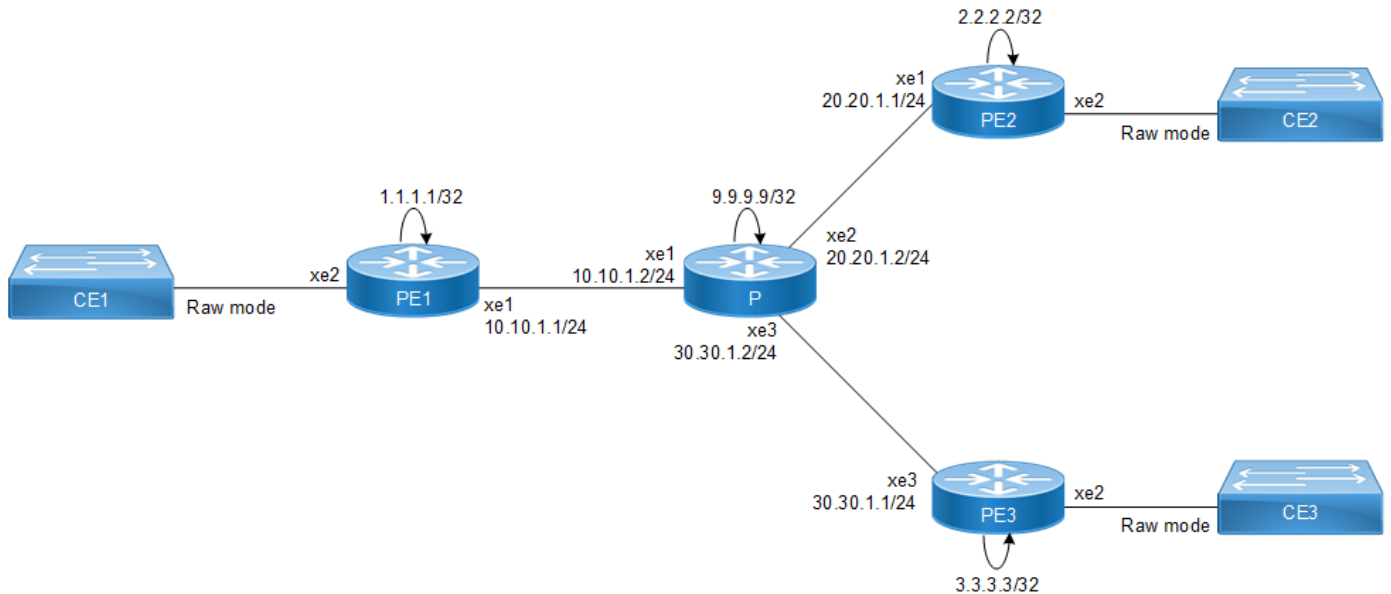 2.2.2.2/32
xe1
20.20.1.1/24
PE2
xe2
Raw mode
CE2
1.1.1.1/32
9.9.9.9/32
CE1
Raw mode
xe2
PE1
xe1
10.10.1.1/24
xe1
10.10.1.2/24
P
xe2
20.20.1.2/24
xe3
30.30.1.2/24
xe3
30.30.1.1/24
PE3
xe2
Raw mode
CE3
3.3.3.3/32